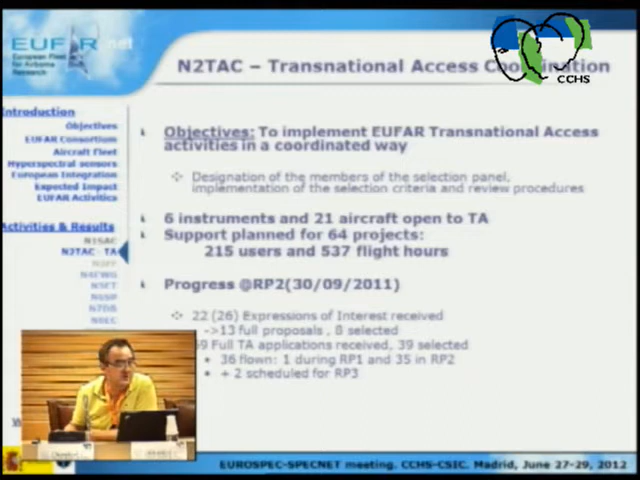 EUFAR.net
European Fleet
for Airborne
Research
CCHS
N2TAC – Transnational Access Coordination
Introduction
Objectives
EUFAR Consortium
Aircraft Fleet
Hyperspectral sensors
European Integration
Expected Impact
EUFAR Activities
Activities & Results
N1SAC
N2TAC - TA
N4EWG
N5ET
Objectives: To implement EUFAR Transnational Access
activities in a coordinated way
Designation of the members of the selection panel,
implementation of the selection criteria and review procedures
6 instruments and 21 aircraft open to TA
Support planned for 64 projects:
215 users and 537 flight hours
Progress @RP2(30/09/2011)
22 (26) Expressions of Interest received
->13 full proposals , 8 selected
Full TA applications received, 39 selected
• 36 flown: 1 during RP1 and 35 in RP2
• + 2 scheduled for RP3
EUROSPEC-SPECNET meeting. CCHS-CSIC. Madrid, June 27-29, 2012